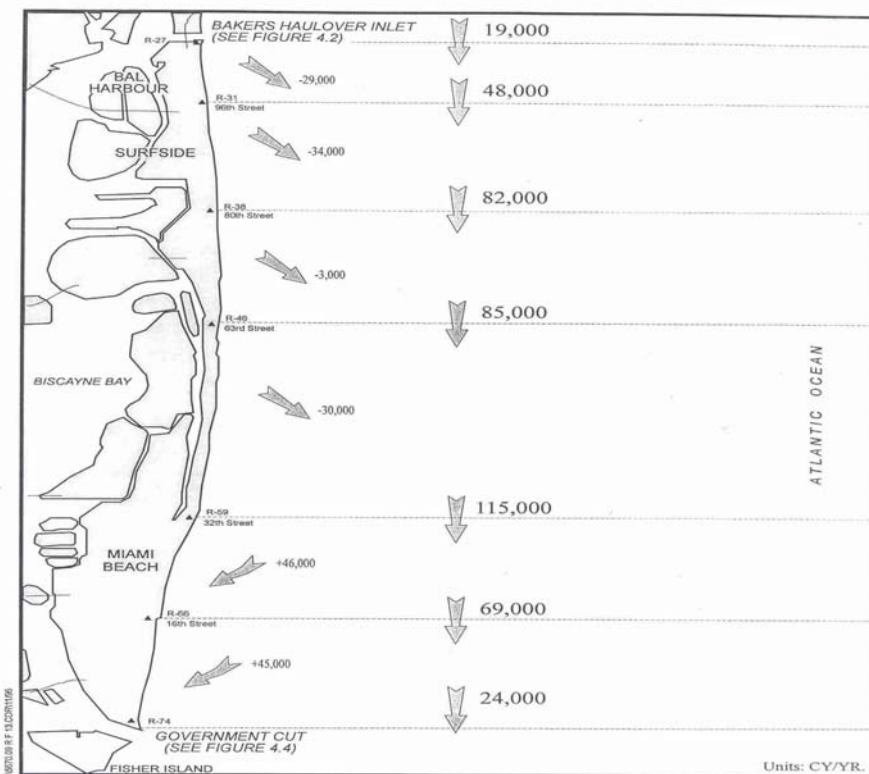 BAKERS HAULOVER INLET
(SEE FIGURE 4.2)
R-27
19,000
-29,000
BAL
HARBOUR
R-31
96th Street
48,000
SURFSIDE
-34,000
R-38
80th Street
82,000
-3,000
R-46
63rd Street
85,000
BISCAYNE BAY
ATLANTIC OCEAN
-30,000
R-59
32th Street
115,000
MIAMI
BEACH
+46,000
R-66
16th Street
69,000
+45,000
R-74
24,000
GOVERNMENT CUT
(SEE FIGURE 4.4)
FISHER ISLAND
Units: CY/YR.